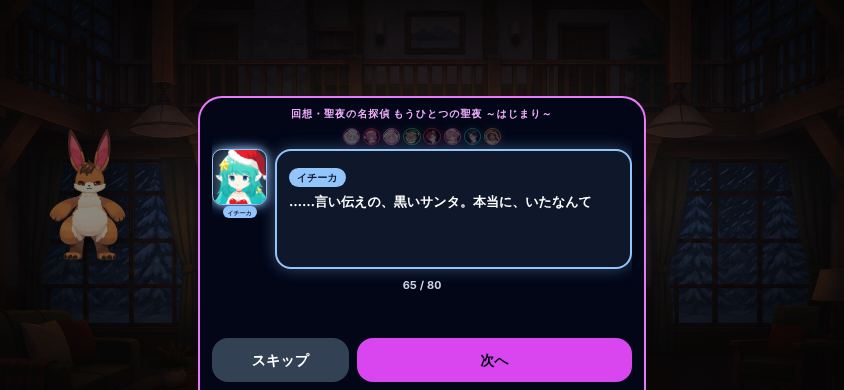 回想・聖夜の名探偵 もうひとつの聖夜 ～はじまり～
イチーカ
イチーカ
……言い伝えの、黒いサンタ。本当に、いたなんて
65 / 80
スキップ
次へ